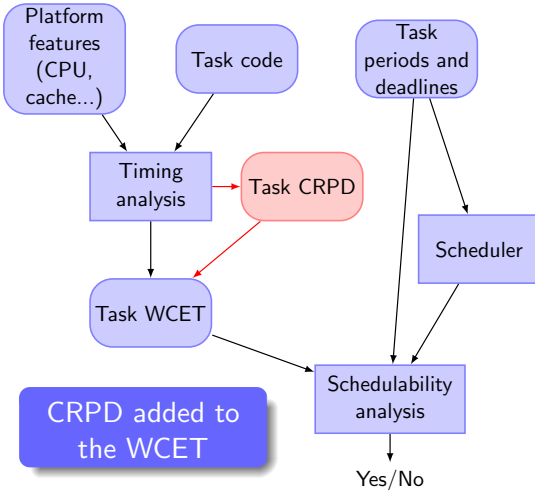 Platform
features
(CPU,
cache...)
Task code
Task
periods and
deadlines
Timing
analysis
Task CRPD
Scheduler
Task WCET
Schedulability
analysis
CRPD added to
the WCET
Yes/No